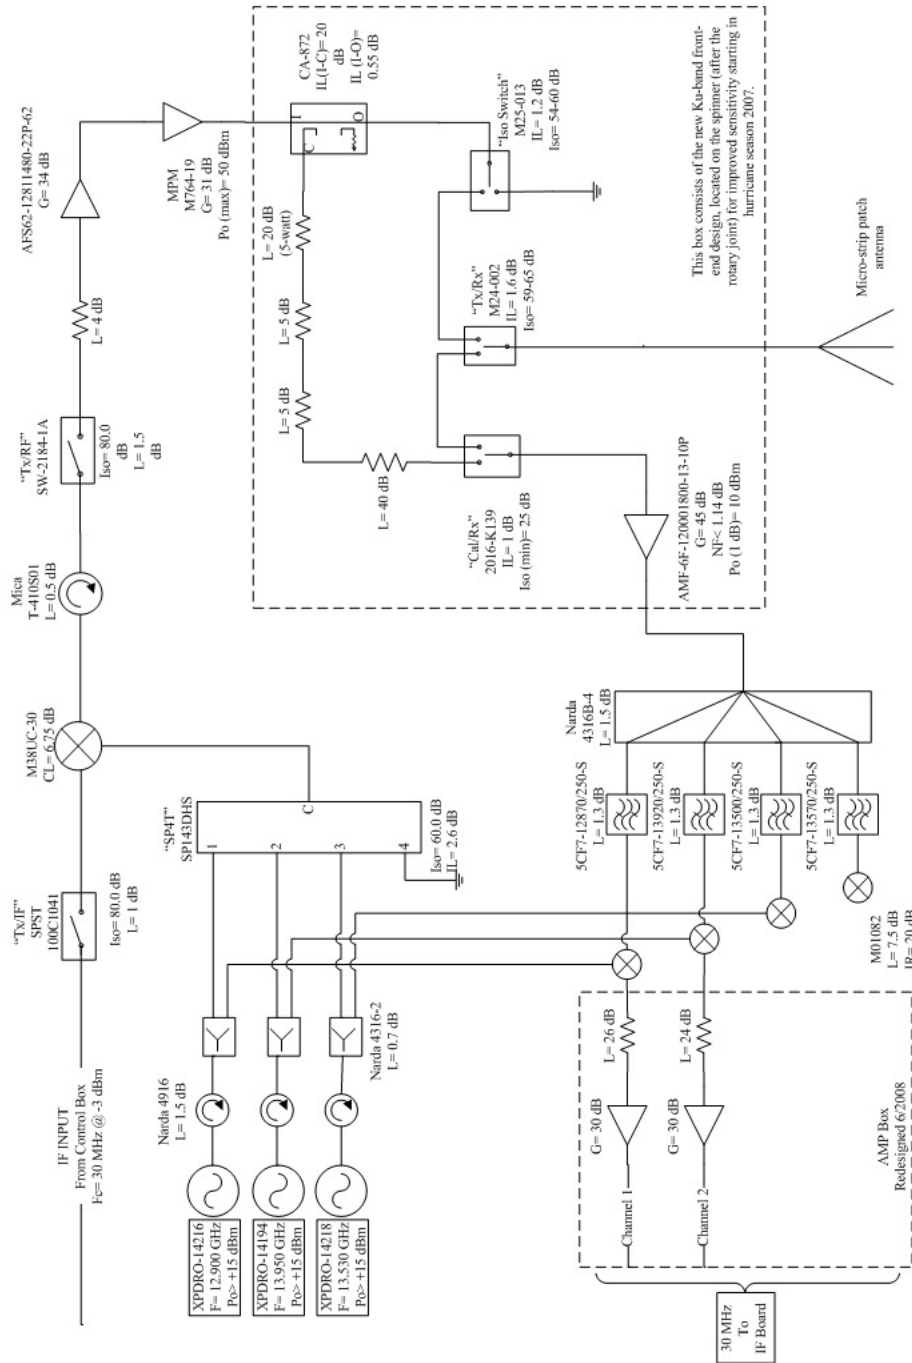 IF INPUT
From Control Box
Fc= 30 MHz @ -3 dBm
"Tx/IF"
SPST
100C1041
Iso= 80.0 dB
L= 1 dB
M38UC-30
CL= 6.75 dB
Mica
T-410S01
L= 0.5 dB
"Tx/RF"
SW-2184-1A
Iso= 80.0
dB
L= 1.5
dB
L= 4 dB
AFS62-12811480-22P-62
G= 34 dB
MPM
M764-19
G= 31 dB
Po (max)= 50 dBm
CA-872
IL(I-C)= 20
dB
IL (I-O)=
0.55 dB
I
C
O
L= 20 dB
(5-watt)
L= 5 dB
L= 5 dB
L= 40 dB
"Iso Switch"
M25-013
IL= 1.2 dB
Iso= 54-60 dB
"Tx/Rx"
M24-002
IL= 1.6 dB
Iso= 59-65 dB
"Cal/Rx"
2016-K139
IL= 1 dB
Iso (min)= 25 dB
This box consists of the new Ku-band front-
end design, located on the spinner (after the
rotary joint) for improved sensitivity starting in
hurricane season 2007.
Micro-strip patch
antenna
AMF-6F-120001800-13-10P
G= 45 dB
NF< 1.14 dB
Po (1 dB)= 10 dBm
Narda
4316B-4
L= 1.5 dB
5CF7-12870/250-S
L= 1.3 dB
5CF7-13920/250-S
L= 1.3 dB
5CF7-13500/250-S
L= 1.3 dB
5CF7-13570/250-S
L= 1.3 dB
M01082
L= 7.5 dB
IR= 20 dB
"SP4T"
SP143DHS
1
2
3
4
C
Iso= 60.0 dB
IL= 2.6 dB
Narda 4916
L= 1.5 dB
Narda 4316-2
L= 0.7 dB
XPDRO-14216
F= 12.900 GHz
Po> +15 dBm
XPDRO-14194
F= 13.950 GHz
Po> +15 dBm
XPDRO-14218
F= 13.530 GHz
Po> +15 dBm
L= 26 dB
L= 24 dB
G= 30 dB
G= 30 dB
Channel 1
Channel 2
AMP Box
Redesigned 6/2008
30 MHz
To
IF Board